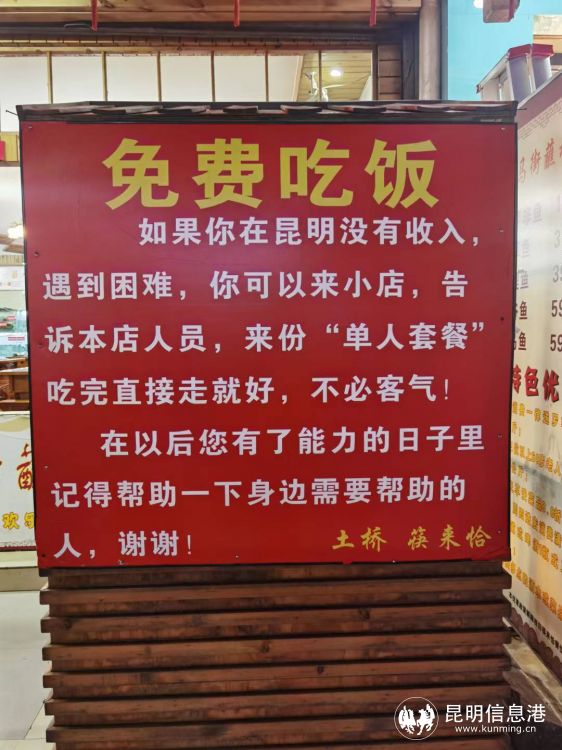 免费吃饭
如果你在昆明没有收入，
遇到困难，你可以来小店，告
诉本店人员，来份“单人套餐”
吃完直接走就好，不必客气！
在以后您有了能力的日子里
记得帮助一下身边需要帮助的
人，谢谢！
土桥 筷来恰
特色优
昆明信息港
www.kunming.cn